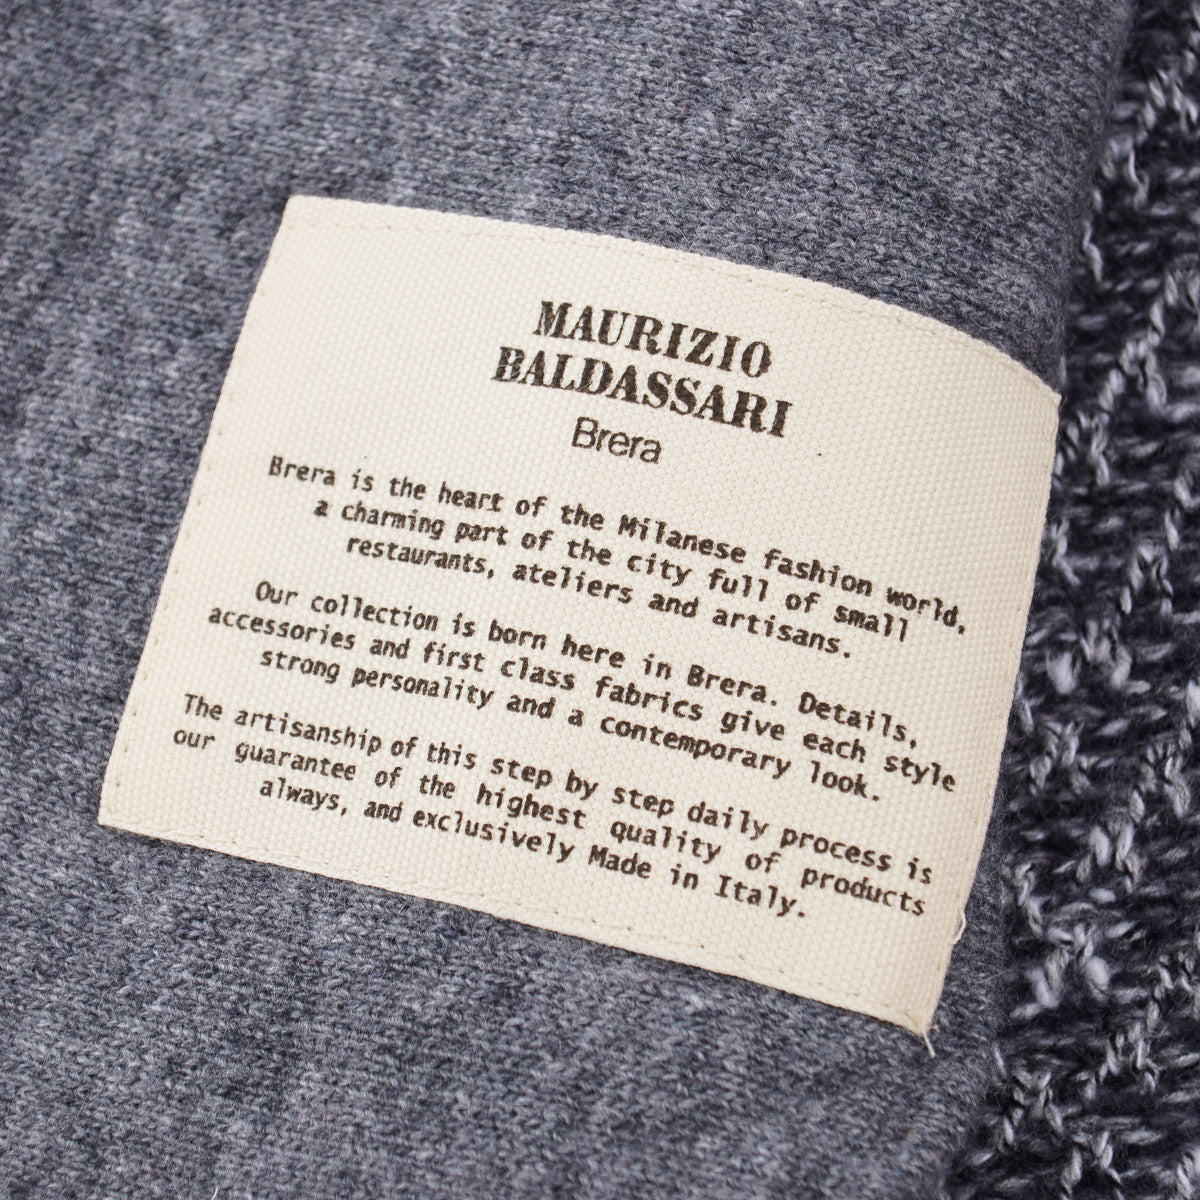 MAURIZIO
BALDASSARI
Brera
Brera is the heart of the Milanese fashion world,
a charming part of the city full of small
restaurants, ateliers and artisans.
Our collection is born here in Brera. Details,
accessories and first class fabrics give each style
strong personality and a contemporary look.
The artisanship of this step by step daily process is
our guarantee of the highest quality of products
always, and exclusively Made in Italy.